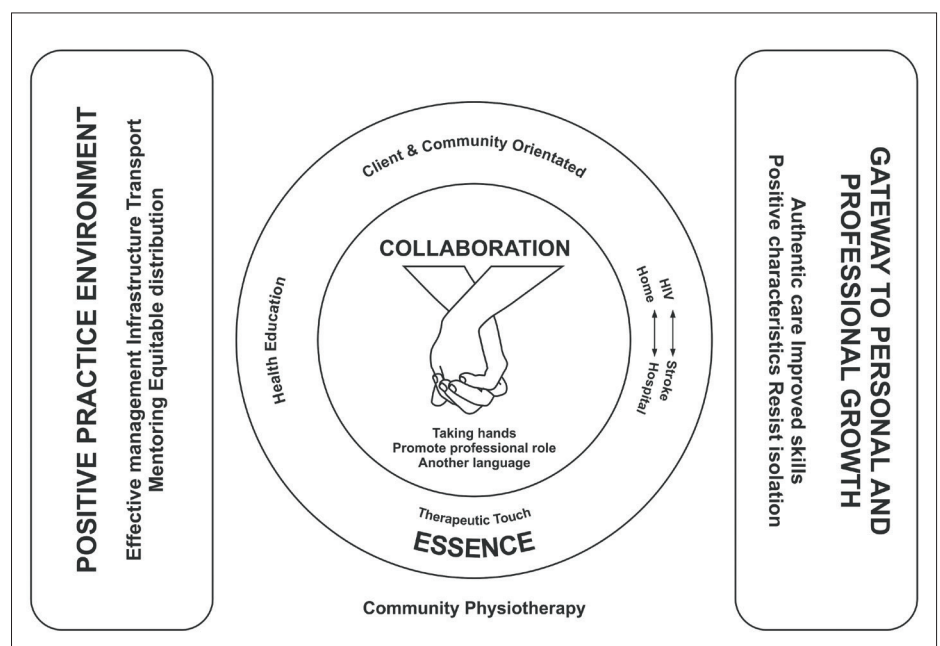 POSITIVE PRACTICE ENVIRONMENT
Effective management Infrastructure Transport
Mentoring Equitable distribution
Client & Community Orientated
Health Education
COLLABORATION
Taking hands
Promote professional role
Another language
HIV
Home
Stroke
Hospital
Therapeutic Touch
ESSENCE
Community Physiotherapy
GATEWAY TO PERSONAL AND
PROFESSIONAL GROWTH
Authentic care Improved skills
Positive characteristics Resist isolation